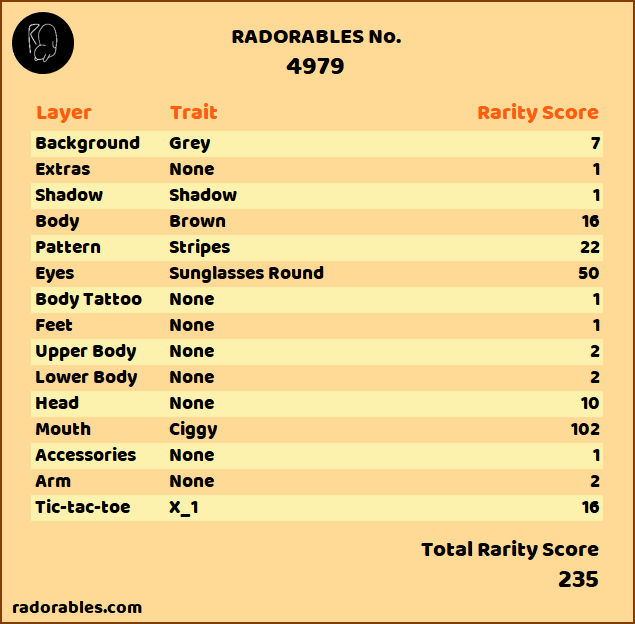 RADORABLES No.
4979
Layer Trait Rarity Score
Background Grey 7
Extras None 1
Shadow Shadow 1
Body Brown 16
Pattern Stripes 22
Eyes Sunglasses Round 50
Body Tattoo None 1
Feet None 1
Upper Body None 2
Lower Body None 2
Head None 10
Mouth Ciggy 102
Accessories None 1
Arm None 2
Tic-tac-toe X_1 16
Total Rarity Score
235
radorables.com